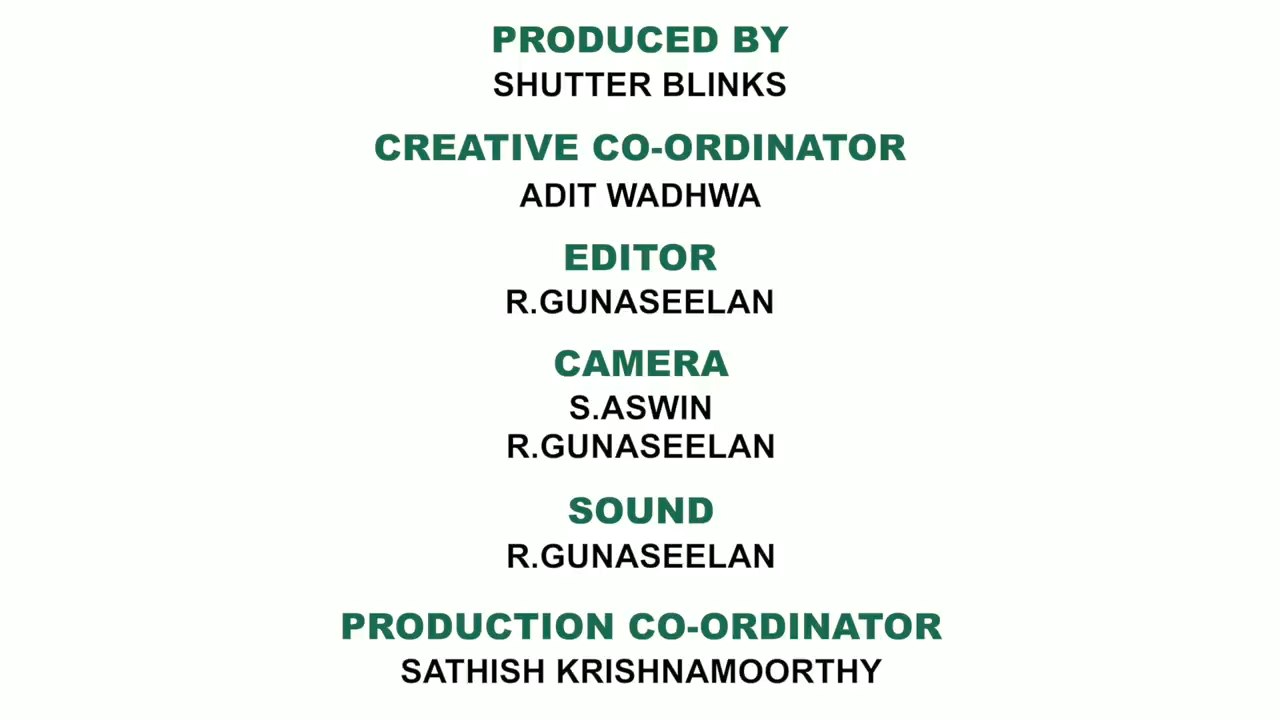 PRODUCED BY
SHUTTER BLINKS
CREATIVE CO-ORDINATOR
ADIT WADHWA
EDITOR
R.GUNASEELAN
CAMERA
S.ASWIN
R.GUNASEELAN
SOUND
R.GUNASEELAN
PRODUCTION CO-ORDINATOR
SATHISH KRISHNAMOORTHY